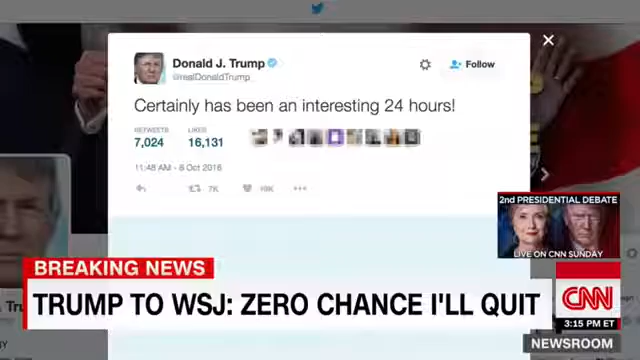 Donald J. Trump
@realDonaldTrump
Follow
Certainly has been an interesting 24 hours!
RETWEETS LIKES
7,024 16,131
11:48 AM - 8 Oct 2016
7K 19K
2nd PRESIDENTIAL DEBATE
LIVE ON CNN SUNDAY
BREAKING NEWS
TRUMP TO WSJ: ZERO CHANCE I'LL QUIT
CNN
3:15 PM ET
NEWSROOM